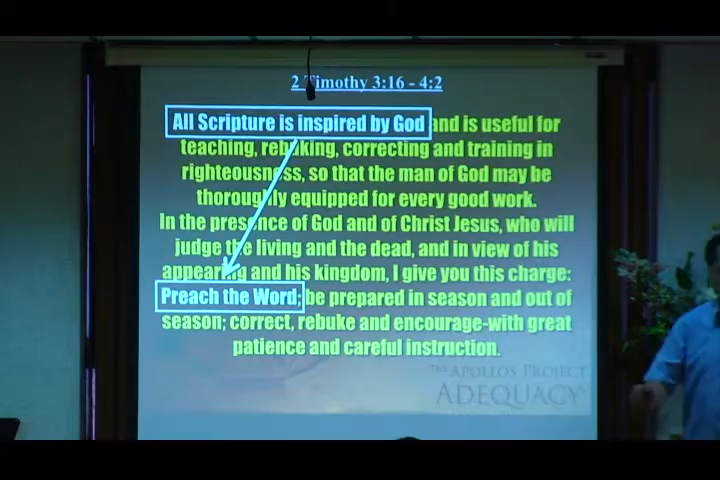 2 Timothy 3:16 - 4:2
All Scripture is inspired by God and is useful for
teaching, rebuking, correcting and training in
righteousness, so that the man of God may be
thoroughly equipped for every good work.
In the presence of God and of Christ Jesus, who will
judge the living and the dead, and in view of his
appearing and his kingdom, I give you this charge:
Preach the Word; be prepared in season and out of
season; correct, rebuke and encourage-with great
patience and careful instruction.
THE APOLLOS PROJECT
ADEQUACY